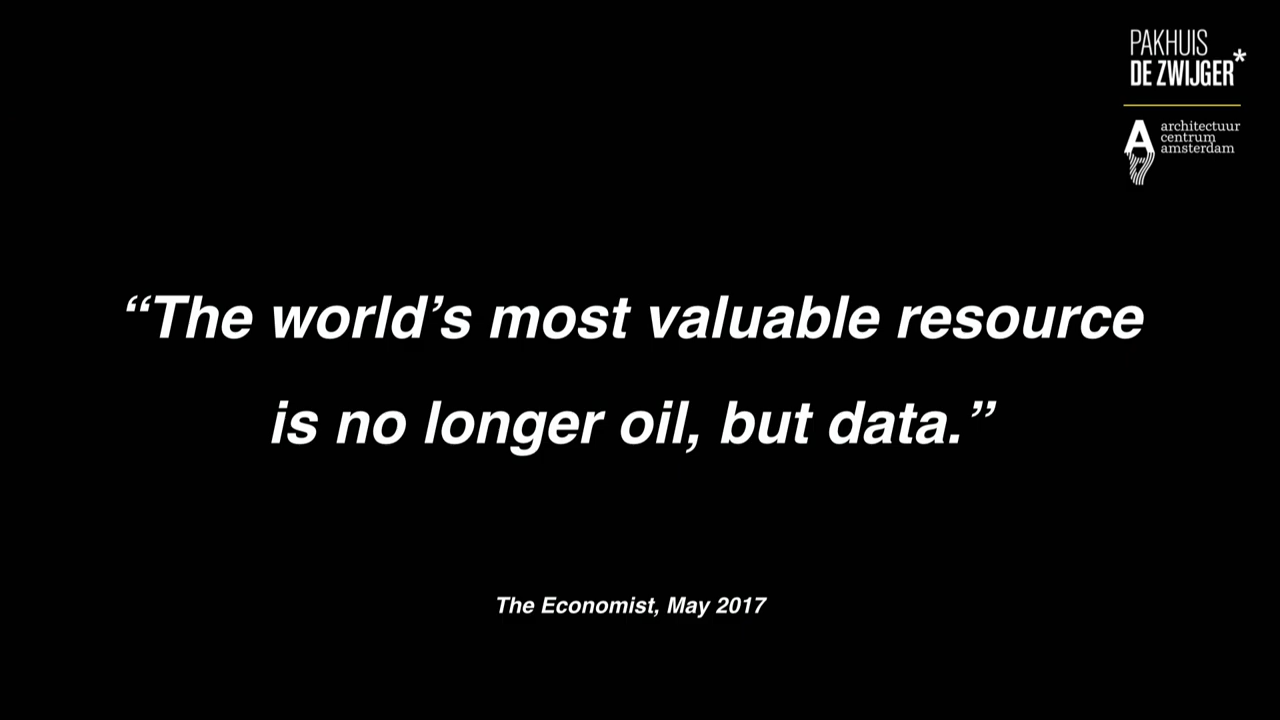 PAKHUIS
DE ZWIJGER*
architectuur
centrum
amsterdam
“The world’s most valuable resource
is no longer oil, but data.”
The Economist, May 2017